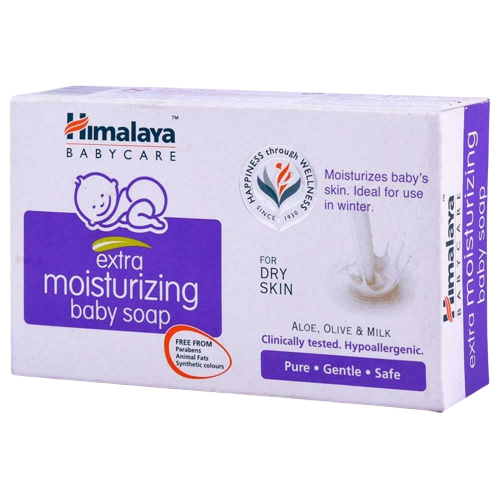 Himalaya™
BABYCARE
extra
moisturizing
baby soap
FREE FROM
Parabens
Animal Fats
Synthetic colours
HAPPINESS through WELLNESS
SINCE 1930
Moisturizes baby's
skin. Ideal for use
in winter.
FOR
DRY
SKIN
ALOE, OLIVE & MILK
Clinically tested. Hypoallergenic.
Pure • Gentle • Safe
Himalaya™
BABYCARE
extra moisturizing
baby soap